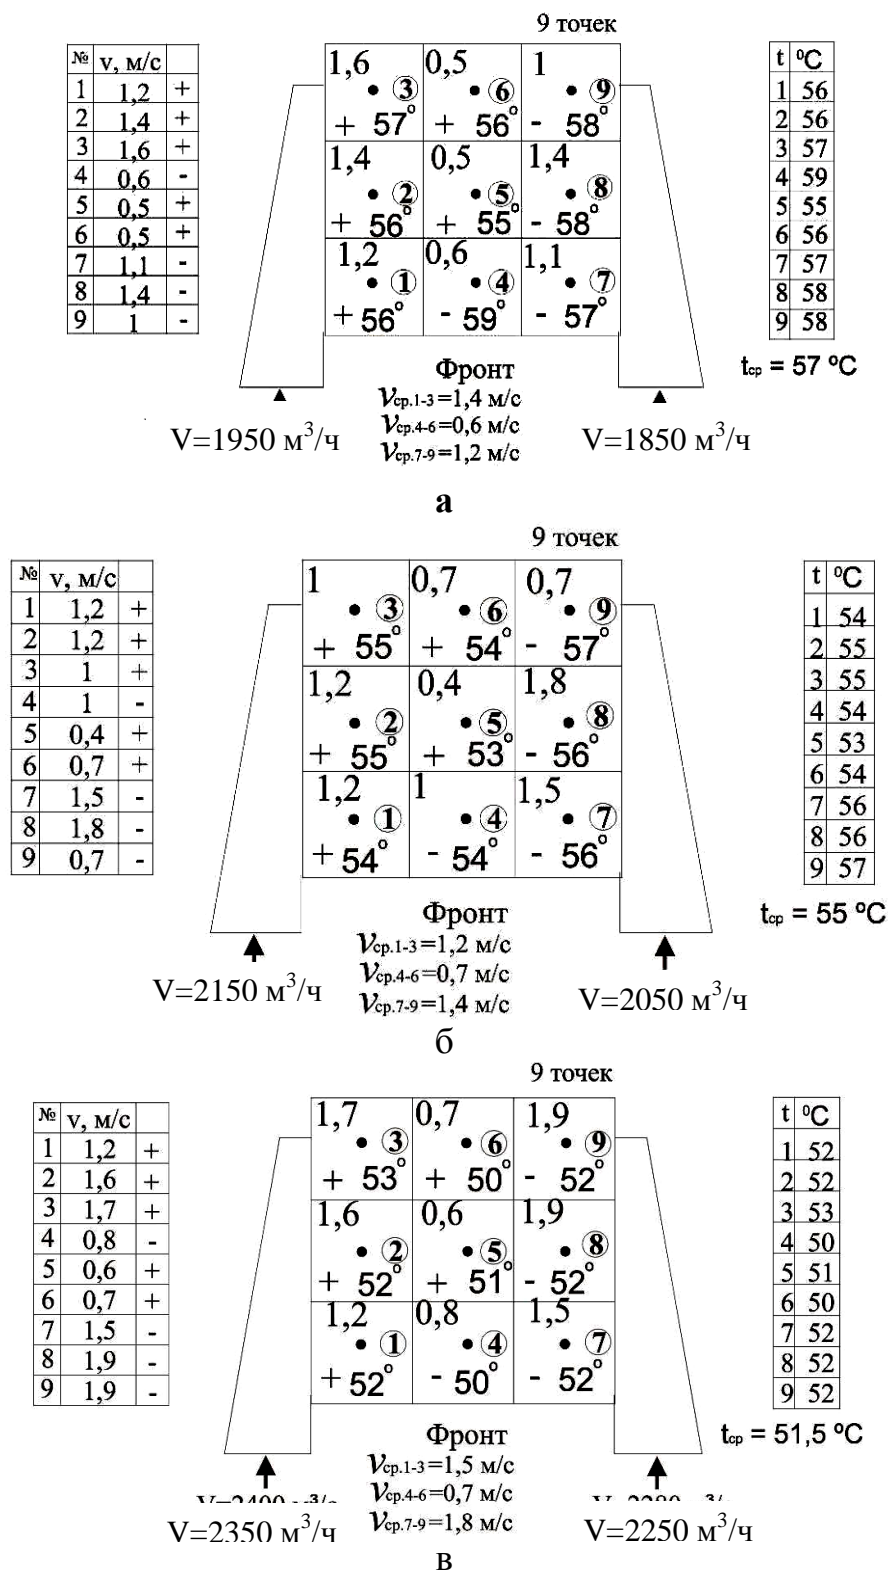 9 точек
№ v, м/с
1 1,2 +
2 1,4 +
3 1,6 +
4 0,6 -
5 0,5 +
6 0,5 +
7 1,1 -
8 1,4 -
9 1 -
1,6 0,5 1
③ ⑥ ⑨
+ 57° + 56° - 58°
1,4 0,5 1,4
② ⑤ ⑧
+ 56° + 55° - 58°
1,2 0,6 1,1
① ④ ⑦
+ 56° - 59° - 57°
t ⁰C
1 56
2 56
3 57
4 59
5 55
6 56
7 57
8 58
9 58
tср = 57 ºC
Фронт
vср.1-3=1,4 м/с
vср.4-6=0,6 м/с
vср.7-9=1,2 м/с
V=1950 м³/ч
V=1850 м³/ч
а
9 точек
№ v, м/с
1 1,2 +
2 1,2 +
3 1 +
4 1 -
5 0,4 +
6 0,7 +
7 1,5 -
8 1,8 -
9 0,7 -
1 0,7 0,7
③ ⑥ ⑨
+ 55° + 54° - 57°
1,2 0,4 1,8
② ⑤ ⑧
+ 55° + 53° - 56°
1,2 1 1,5
① ④ ⑦
+ 54° - 54° - 56°
t ⁰C
1 54
2 55
3 55
4 54
5 53
6 54
7 56
8 56
9 57
tср = 55 ºC
Фронт
vср.1-3=1,2 м/с
vср.4-6=0,7 м/с
vср.7-9=1,4 м/с
V=2150 м³/ч
V=2050 м³/ч
б
9 точек
№ v, м/с
1 1,2 +
2 1,6 +
3 1,7 +
4 0,8 -
5 0,6 +
6 0,7 +
7 1,5 -
8 1,9 -
9 1,9 -
1,7 0,7 1,9
③ ⑥ ⑨
+ 53° + 50° - 52°
1,6 0,6 1,9
② ⑤ ⑧
+ 52° + 51° - 52°
1,2 0,8 1,5
① ④ ⑦
+ 52° - 50° - 52°
t ⁰C
1 52
2 52
3 53
4 50
5 51
6 50
7 52
8 52
9 52
tср = 51,5 ºC
Фронт
vср.1-3=1,5 м/с
vср.4-6=0,7 м/с
vср.7-9=1,8 м/с
V=2350 м³/ч
V=2250 м³/ч
в